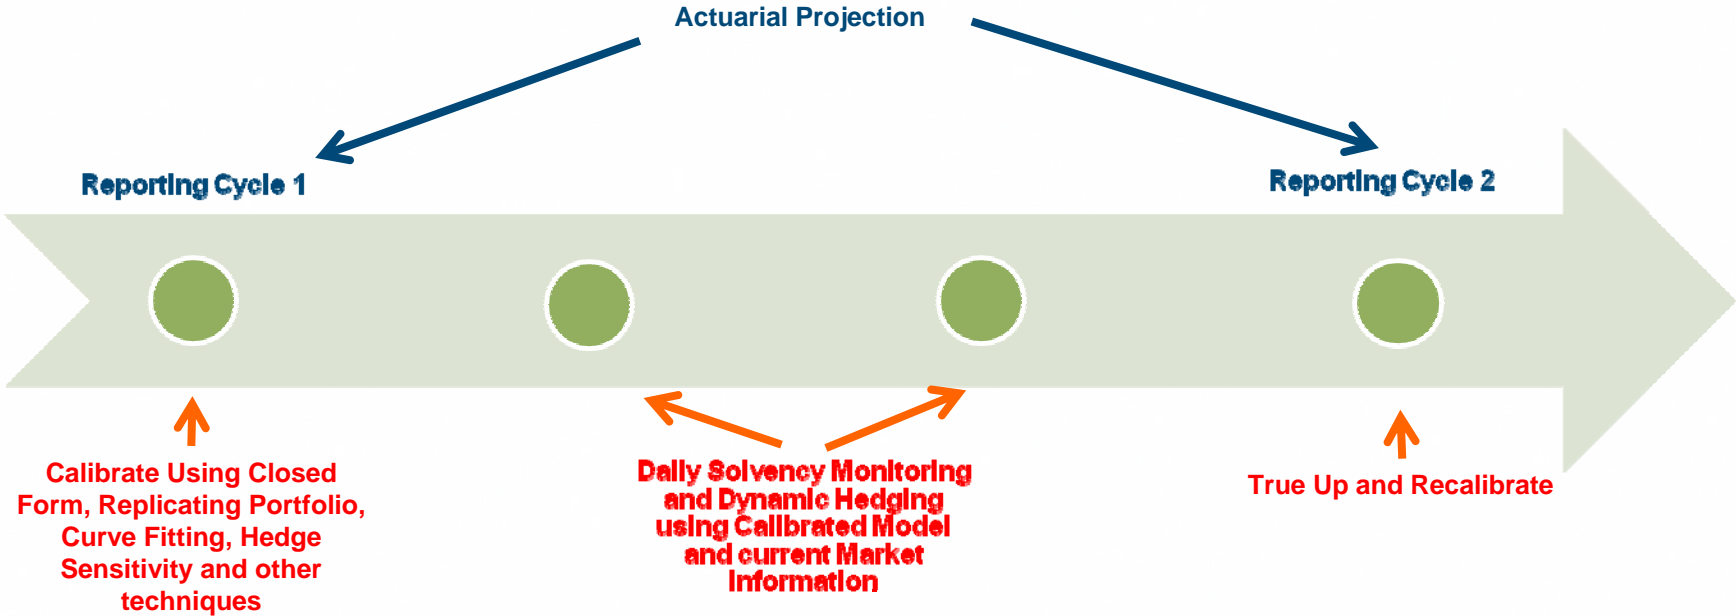 Actuarial Projection
Reporting Cycle 1
Reporting Cycle 2
Calibrate Using Closed
Form, Replicating Portfolio,
Curve Fitting, Hedge
Sensitivity and other
techniques
Daily Solvency Monitoring
and Dynamic Hedging
using Calibrated Model
and current Market
Information
True Up and Recalibrate